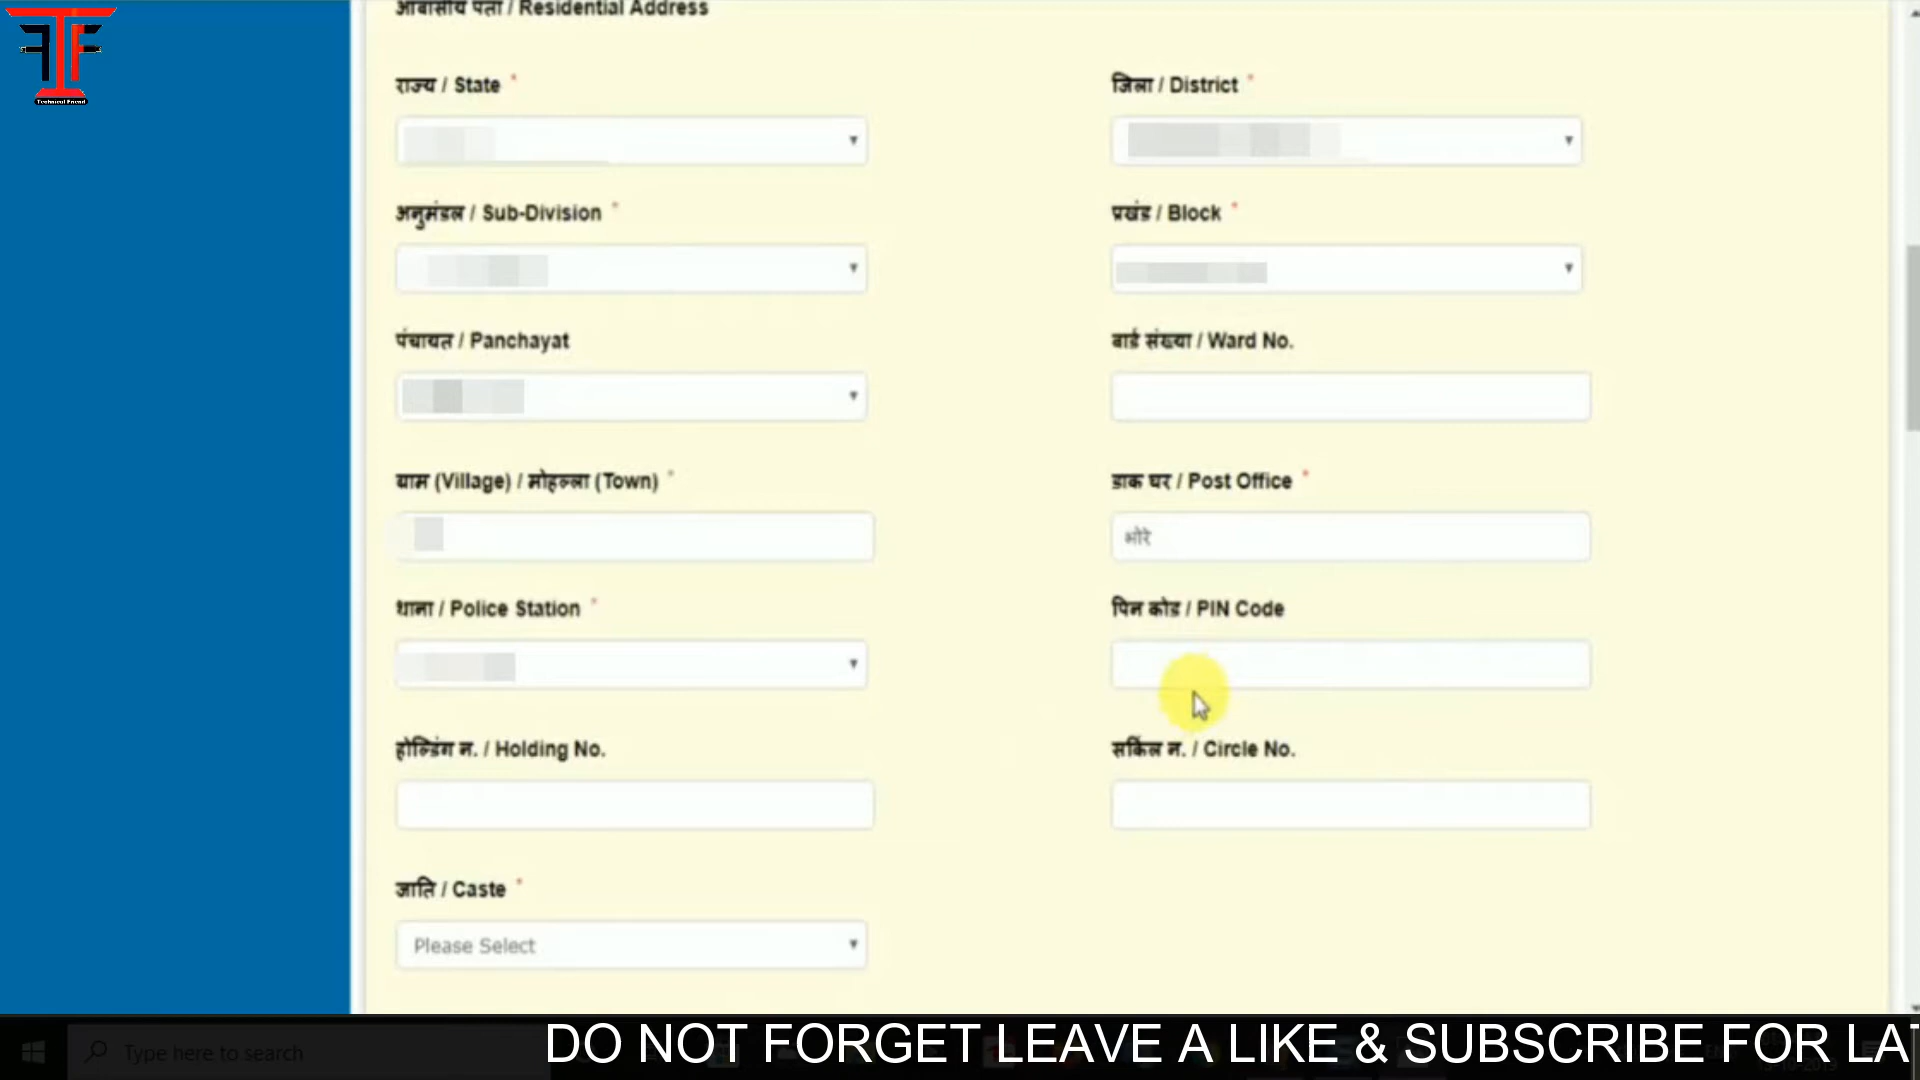 Technical Friend
आवासीय पता / Residential Address
राज्य / State *
जिला / District *
अनुमंडल / Sub-Division *
प्रखंड / Block *
पंचायत / Panchayat
वार्ड संख्या / Ward No.
ग्राम (Village) / मोहल्ला (Town) *
डाक घर / Post Office *
भोरे
थाना / Police Station *
पिन कोड / PIN Code
होल्डिंग न. / Holding No.
सर्किल न. / Circle No.
जाति / Caste *
Please Select
Type here to search
DO NOT FORGET LEAVE A LIKE & SUBSCRIBE FOR LAT